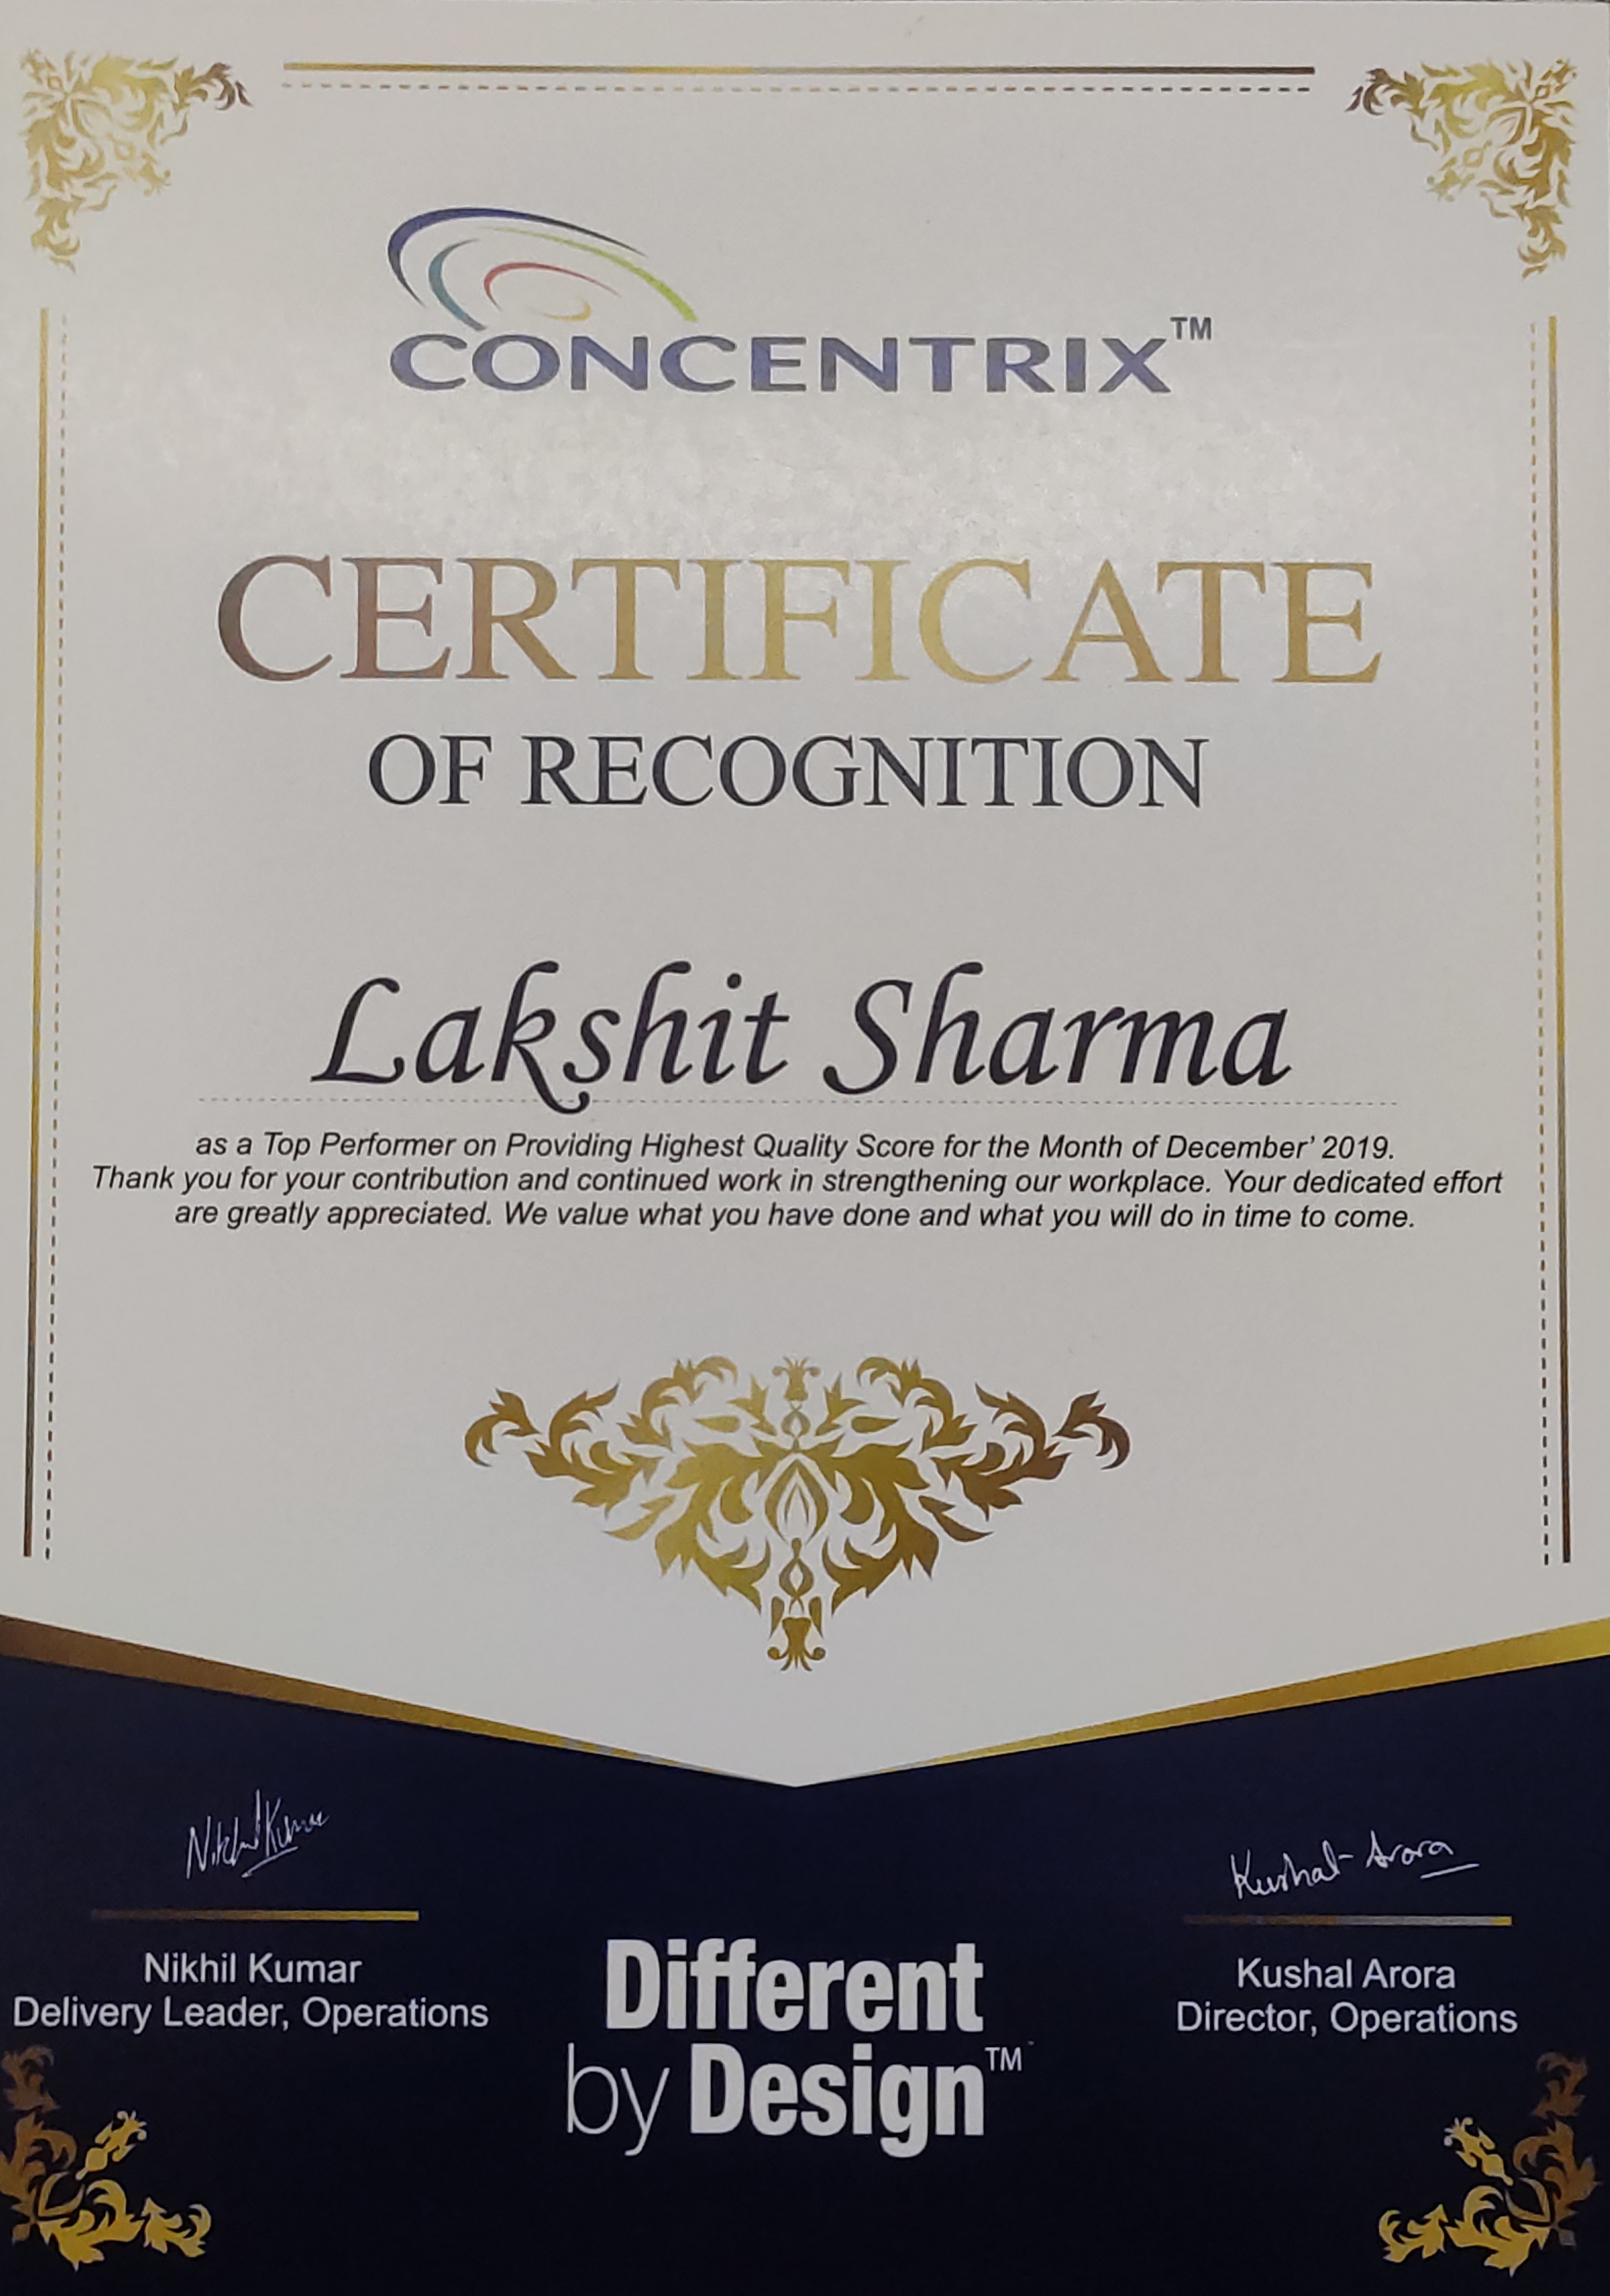 CONCENTRIX™
CERTIFICATE
OF RECOGNITION
Lakshit Sharma
as a Top Performer on Providing Highest Quality Score for the Month of December’ 2019.
Thank you for your contribution and continued work in strengthening our workplace. Your dedicated effort
are greatly appreciated. We value what you have done and what you will do in time to come.
Nikhil Kumar
Kushal Arora
Nikhil Kumar
Delivery Leader, Operations
Different
by Design™
Kushal Arora
Director, Operations